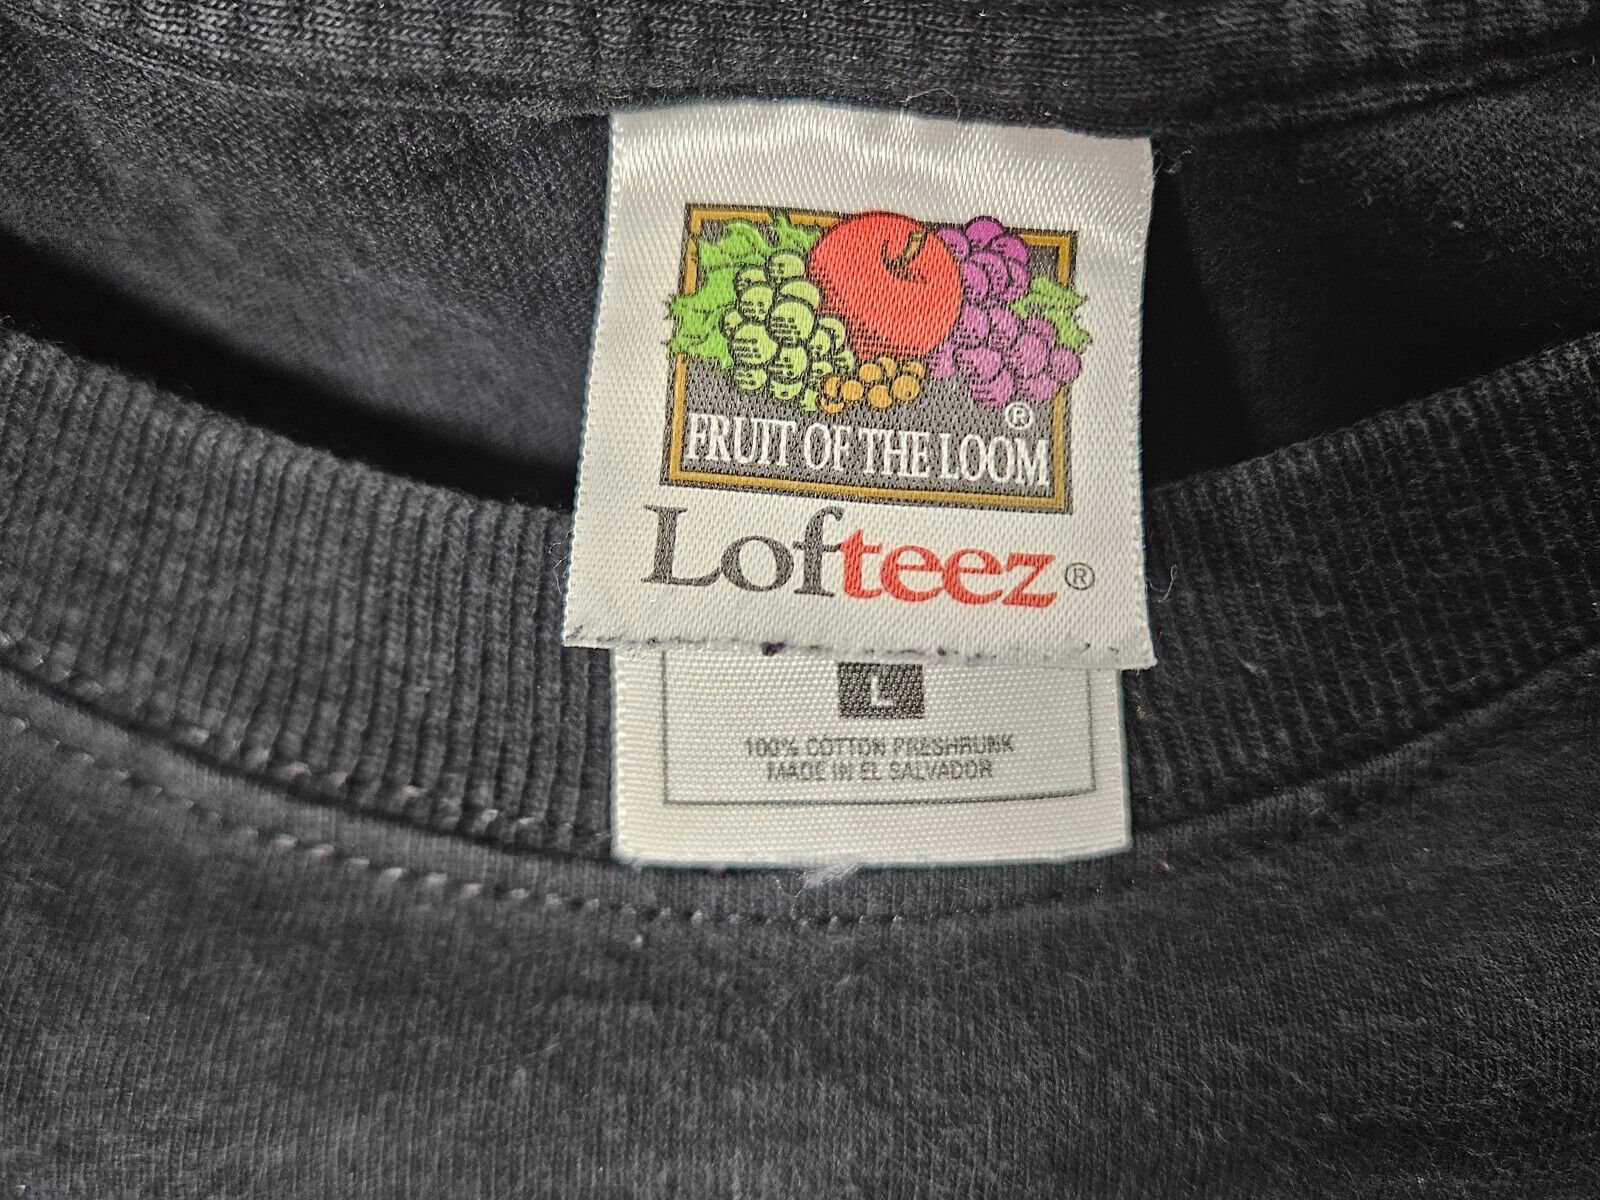 ®
FRUIT OF THE LOOM
Lofteez®
L
100% COTTON PRESHRUNK
MADE IN EL SALVADOR